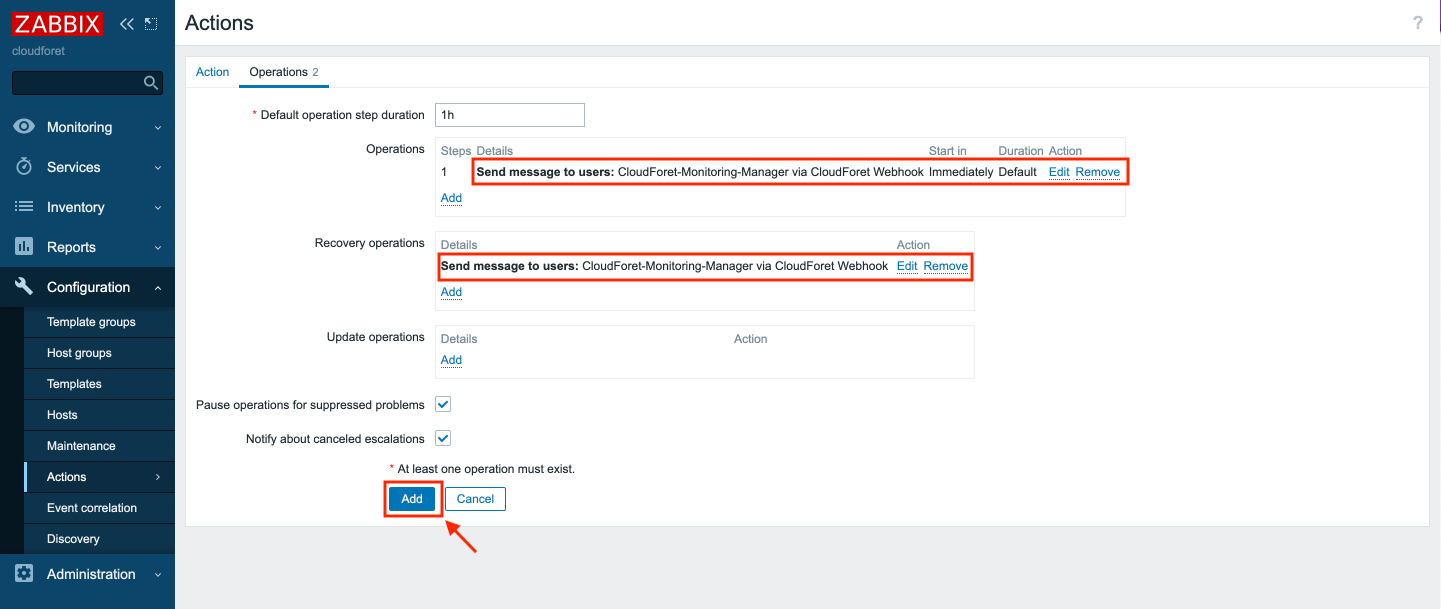 ZABBIX
cloudforet
Monitoring
Services
Inventory
Reports
Configuration
Template groups
Host groups
Templates
Hosts
Maintenance
Actions
Event correlation
Discovery
Administration
Actions ?
Action Operations 2
* Default operation step duration 1h
Operations
Steps Details Start in Duration Action
1 Send message to users: CloudForet-Monitoring-Manager via CloudForet Webhook Immediately Default Edit Remove
Add
Recovery operations
Details Action
Send message to users: CloudForet-Monitoring-Manager via CloudForet Webhook Edit Remove
Add
Update operations
Details Action
Add
Pause operations for suppressed problems
Notify about canceled escalations
* At least one operation must exist.
Add Cancel